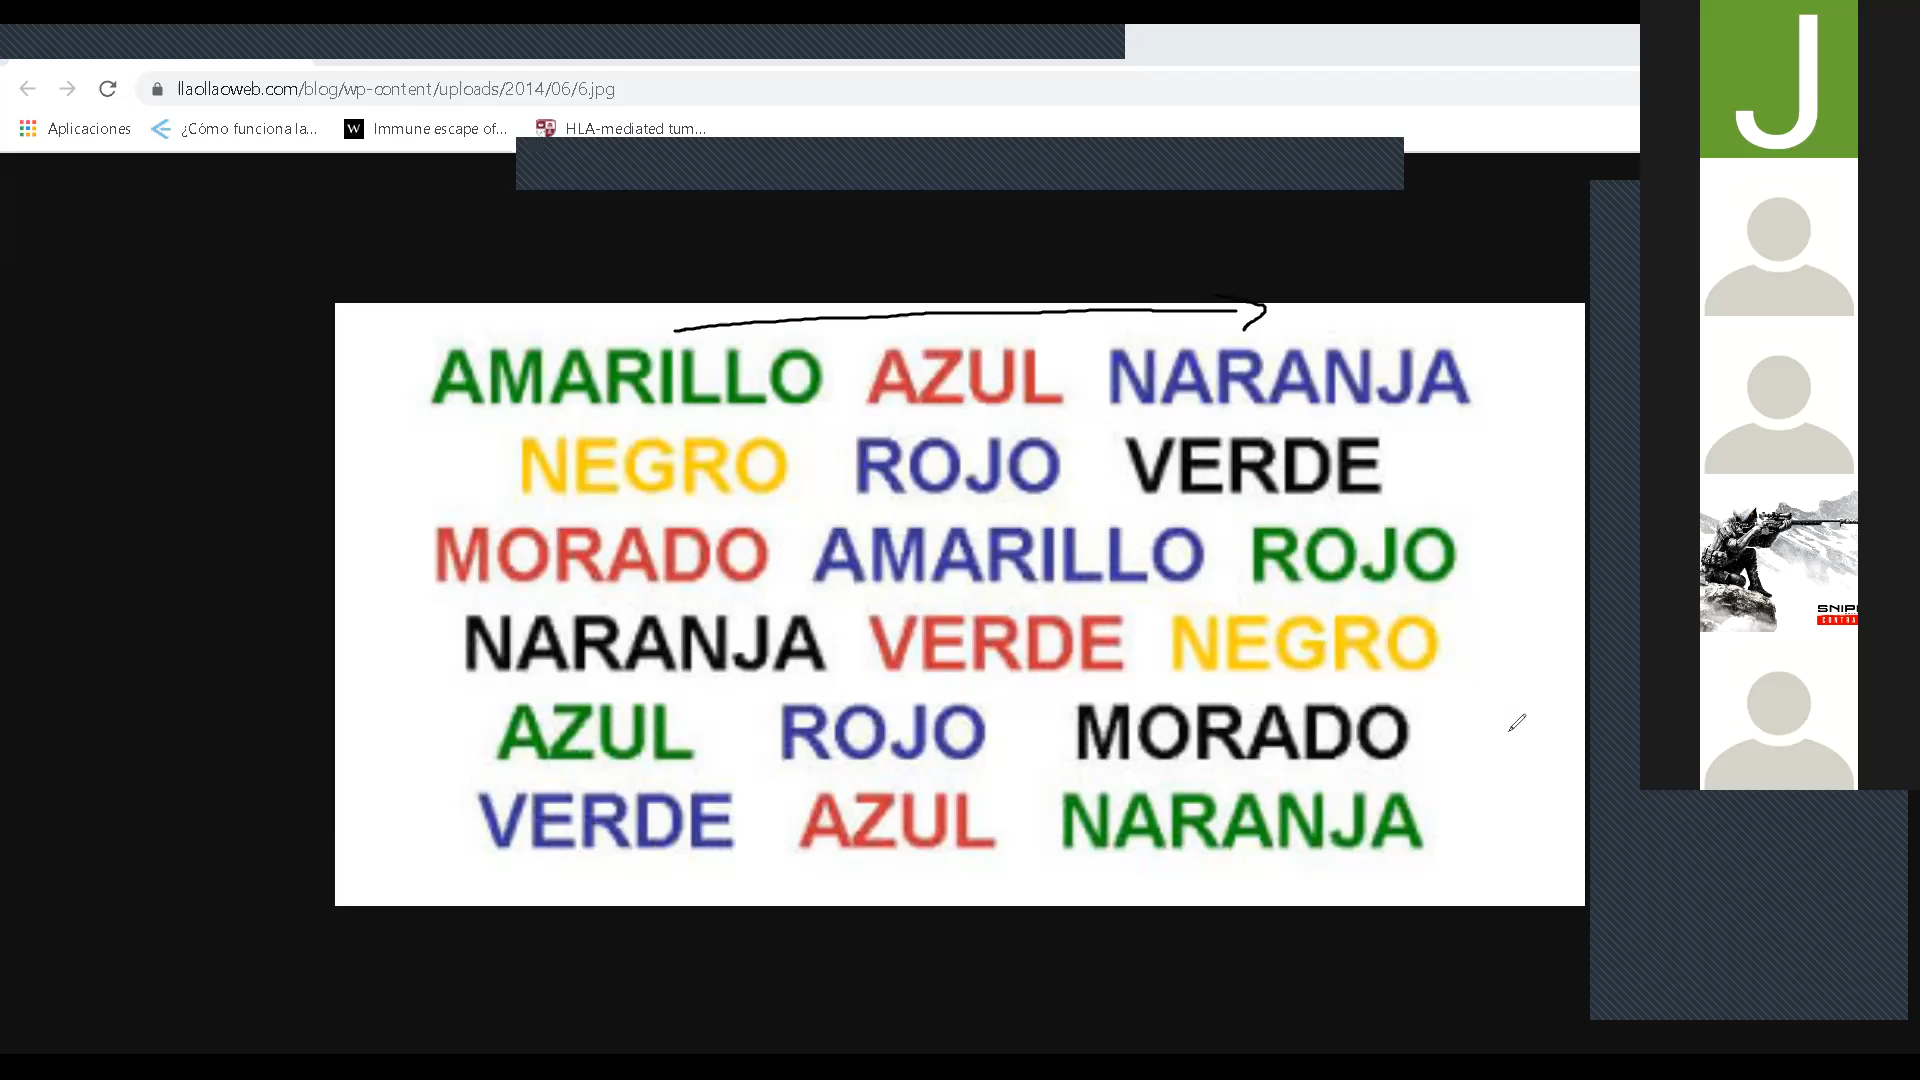 llaollaoweb.com/blog/wp-content/uploads/2014/06/6.jpg
Aplicaciones ¿Cómo funciona la... Immune escape of... HLA-mediated tum...
J
AMARILLO AZUL NARANJA
NEGRO ROJO VERDE
MORADO AMARILLO ROJO
NARANJA VERDE NEGRO
AZUL ROJO MORADO
VERDE AZUL NARANJA